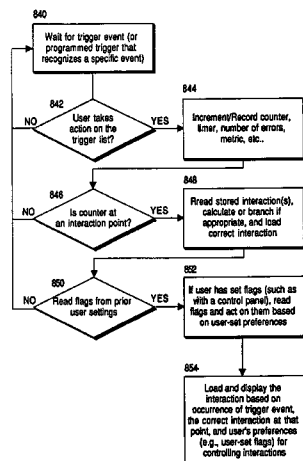 840
Wait for trigger event (or
programmed trigger that
recognizes a specific event)
842
844
NO
User takes
action on the
trigger list?
YES
Increment/Record counter,
timer, number of errors,
metric, etc..
846
848
NO
Is counter at
an interaction point?
YES
Rread stored interaction(s),
calculate or branch if
appropriate, and load
correct interaction
850
852
NO
Read flags from prior
user settings
YES
If user has set flags (such as
with a control panel), read
flags and act on them based
on user-set preferences
854
Load and display the
interaction based on
occurrence of trigger event,
the correct interaction at that
point, and user's preferences
(e.g., user-set flags) for
controlling interactions